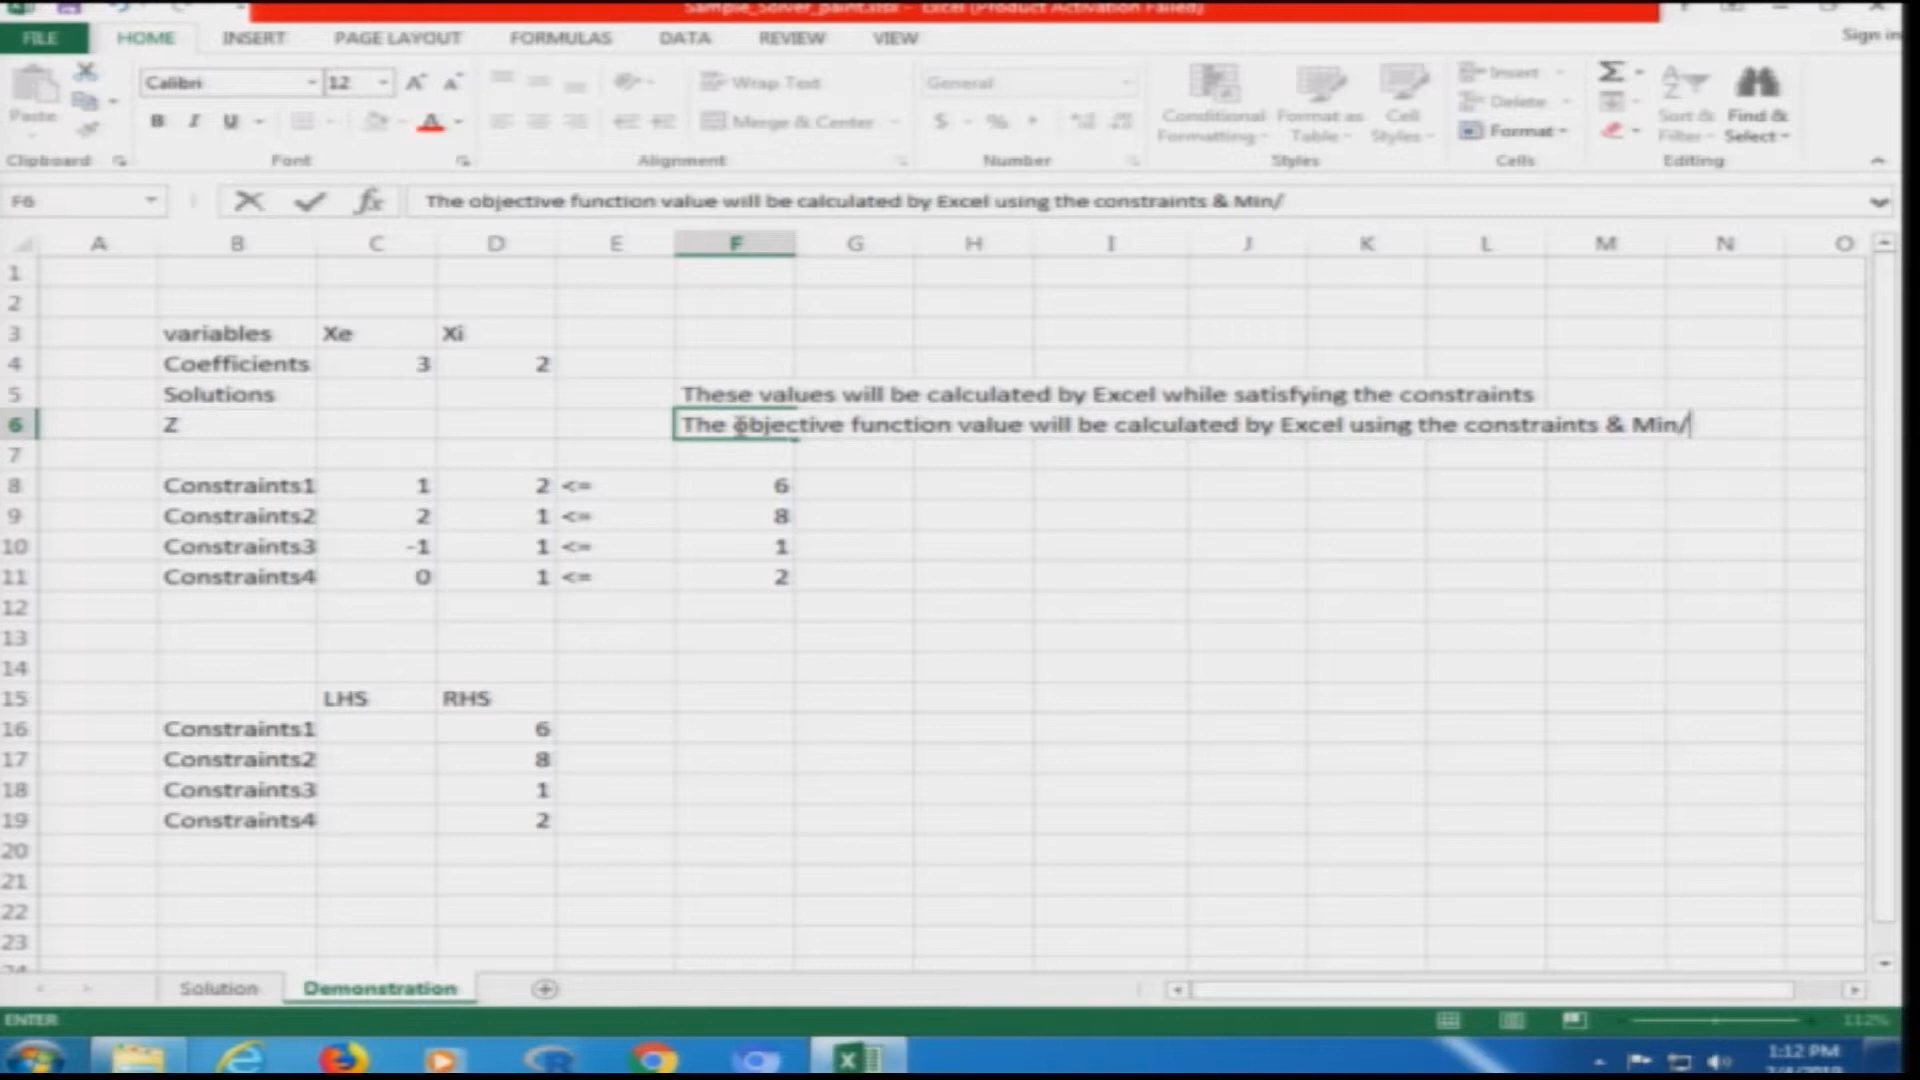 Sample_Solver_paint.xlsx - Excel (Product Activation Failed)
FILE HOME INSERT PAGE LAYOUT FORMULAS DATA REVIEW VIEW Sign in
Paste Calibri 12 Wrap Text General Conditional Formatting Format as Table Cell Styles Insert Delete Format Sort & Filter Find & Select
B I U Merge & Center $ %
Clipboard Font Alignment Number Styles Cells Editing
F6 fx The objective function value will be calculated by Excel using the constraints & Min/
A B C D E F G H I J K L M N O
1
2
3 variables Xe Xi
4 Coefficients 3 2
5 Solutions These values will be calculated by Excel while satisfying the constraints
6 Z The objective function value will be calculated by Excel using the constraints & Min/
7
8 Constraints1 1 2 <= 6
9 Constraints2 2 1 <= 8
10 Constraints3 -1 1 <= 1
11 Constraints4 0 1 <= 2
12
13
14
15 LHS RHS
16 Constraints1 6
17 Constraints2 8
18 Constraints3 1
19 Constraints4 2
20
21
22
23
24
Solution Demonstration
ENTER 112%
1:12 PM